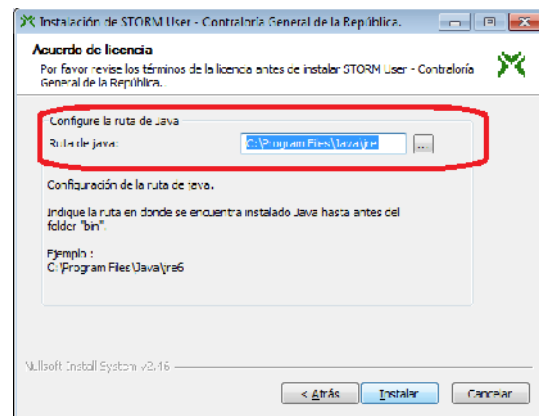 Instalación de STORM User - Contraloría General de la República.
Acuerdo de licencia
Por favor revise los términos de la licencia antes de instalar STORM User - Contraloría
General de la República...
Configure la ruta de Java
Ruta de java:
C:\Program Files\Java\jre
...
Configuración de la ruta de java.
Indique la ruta en donde se encuentra instalado Java hasta antes del
folder "bin".
Ejemplo :
C:\Program Files\Java\jre6
Nullsoft Install System v2.46
< Atrás
Instalar
Cancelar